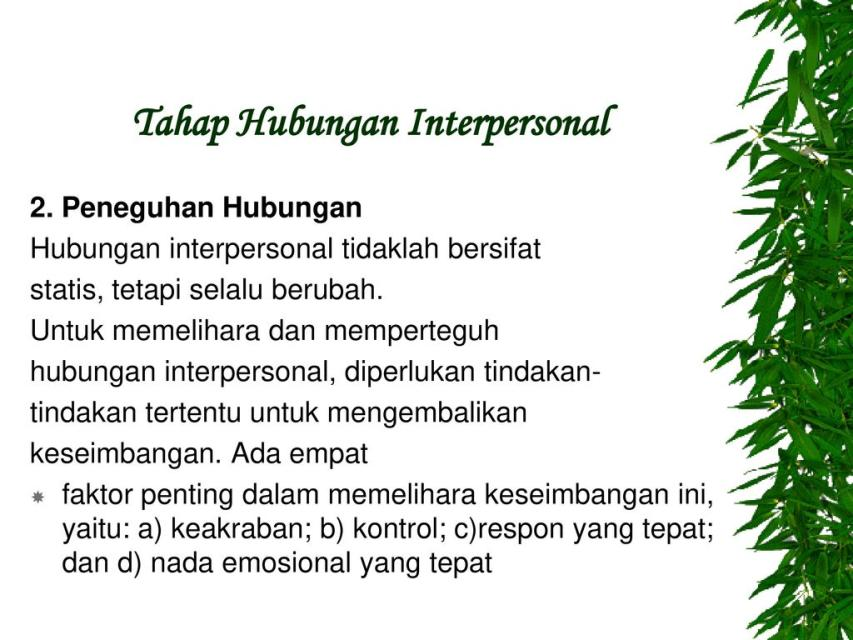 Tahap Hubungan Interpersonal
2. Peneguhan Hubungan
Hubungan interpersonal tidaklah bersifat
statis, tetapi selalu berubah.
Untuk memelihara dan memperteguh
hubungan interpersonal, diperlukan tindakan-
tindakan tertentu untuk mengembalikan
keseimbangan. Ada empat
faktor penting dalam memelihara keseimbangan ini,
yaitu: a) keakraban; b) kontrol; c)respon yang tepat;
dan d) nada emosional yang tepat